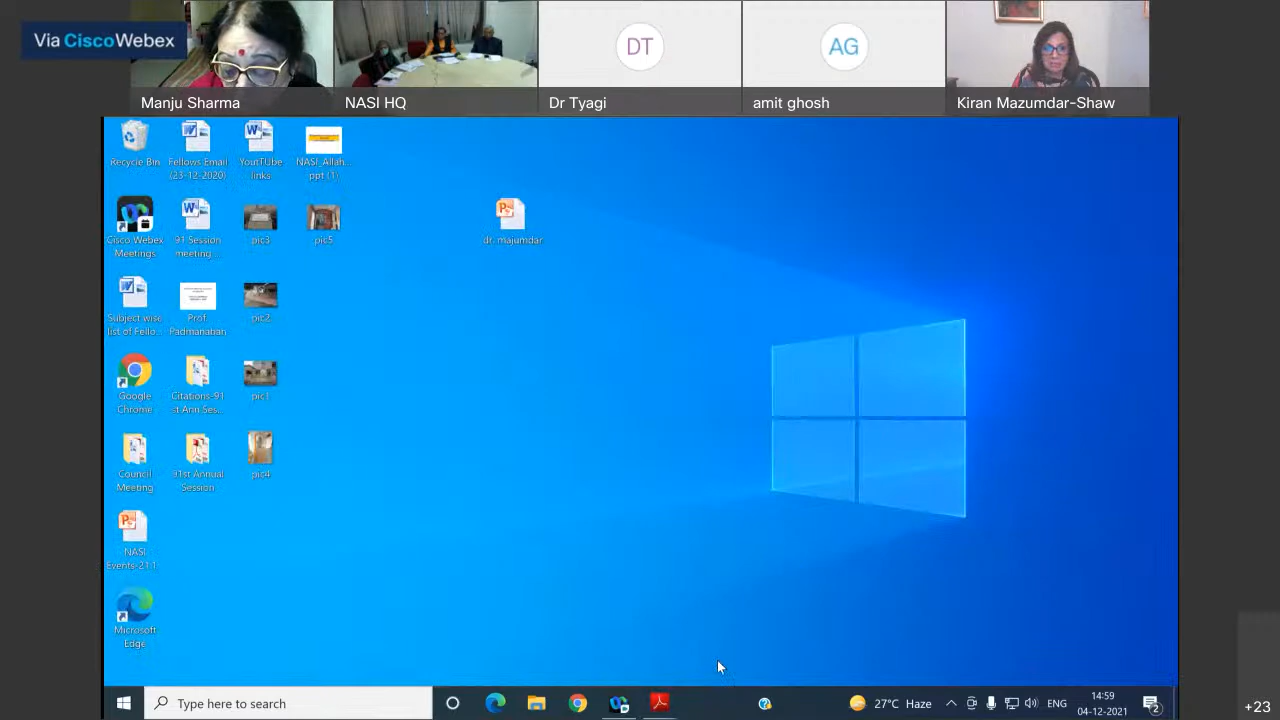 Via CiscoWebex
DT
AG
Manju Sharma
NASI HQ
Dr Tyagi
amit ghosh
Kiran Mazumdar-Shaw
Recycle Bin
Fellows Email
(23-12-2020)
YoutTUbe
links
NASI_Allah...
ppt (1)
Cisco Webex
Meetings
91 Session
meeting ...
pic3
pic5
dr. majumdar
Subject wise
list of Fello...
Prof.
Padmanaban
pic2
Google
Chrome
Citations-91
st Ann Ses...
pic1
Council
Meeting
91st Annual
Session
pic4
NASI
Events-21 1
Microsoft
Edge
Type here to search
27°C Haze
ENG
14:59
04-12-2021
2
+23